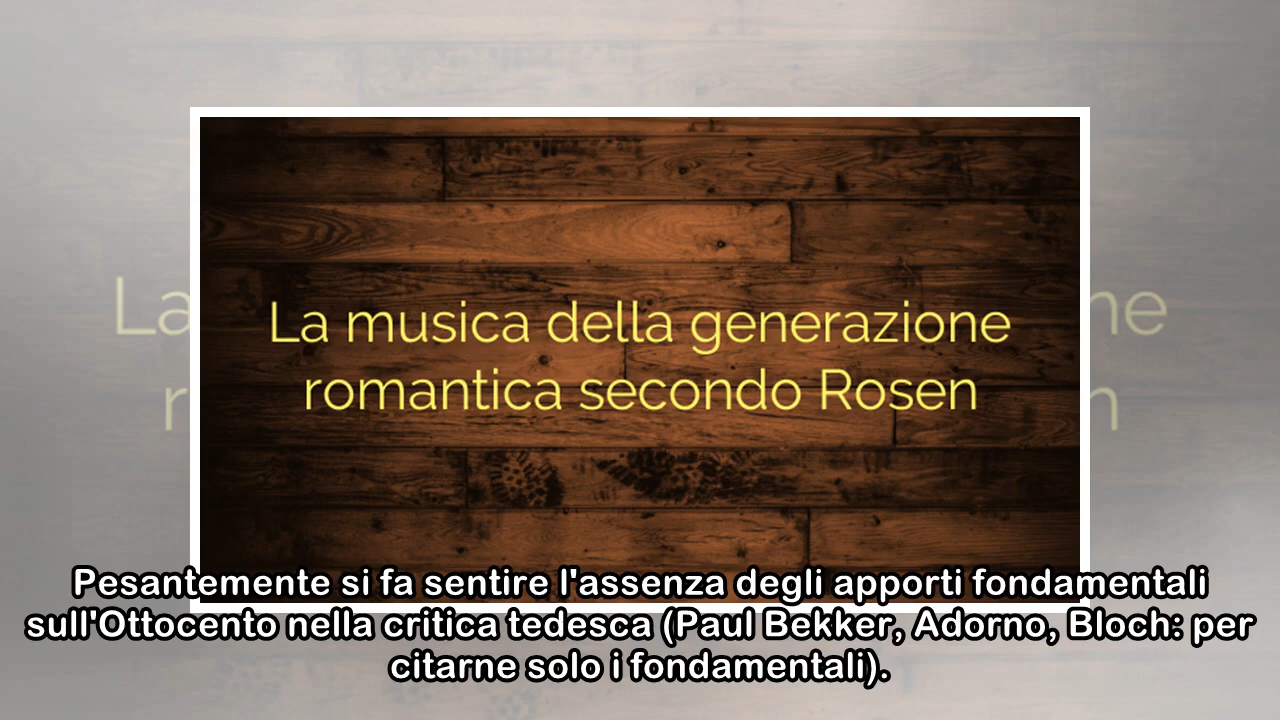 La musica della generazione
romantica secondo Rosen
Pesantemente si fa sentire l'assenza degli apporti fondamentali
sull'Ottocento nella critica tedesca (Paul Bekker, Adorno, Bloch: per
citarne solo i fondamentali).